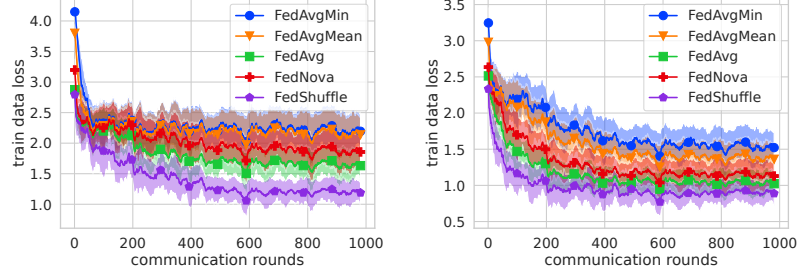 4.0
3.5
3.0
2.5
2.0
1.5
1.0
train data loss
0
200
400
600
800
1000
communication rounds
FedAvgMin
FedAvgMean
FedAvg
FedNova
FedShuffle
3.5
3.0
2.5
2.0
1.5
1.0
0.5
train data loss
0
200
400
600
800
1000
communication rounds
FedAvgMin
FedAvgMean
FedAvg
FedNova
FedShuffle